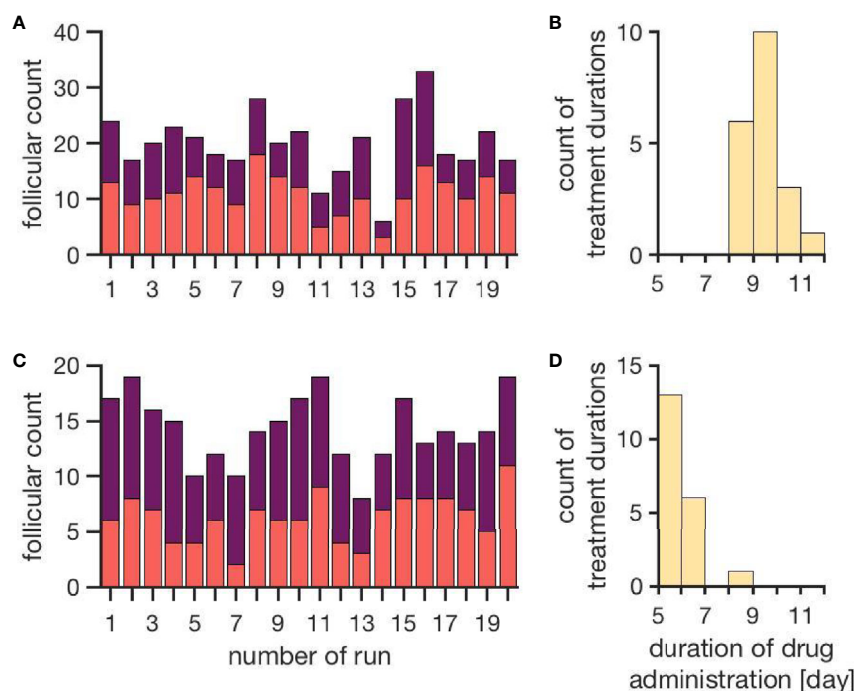 A
follicular count
40
30
20
10
0
1 3 5 7 9 11 13 15 17 19
B
count of
treatment durations
10
5
0
5 7 9 11
C
follicular count
20
15
10
5
0
1 3 5 7 9 11 13 15 17 19
number of run
D
count of
treatment durations
15
10
5
0
5 7 9 11
duration of drug
administration [day]